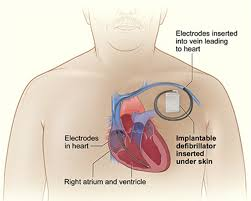 Electrodes inserted
into vein leading
to heart
Electrodes
in heart
Implantable
defibrillator
inserted
under skin
Right atrium and ventricle